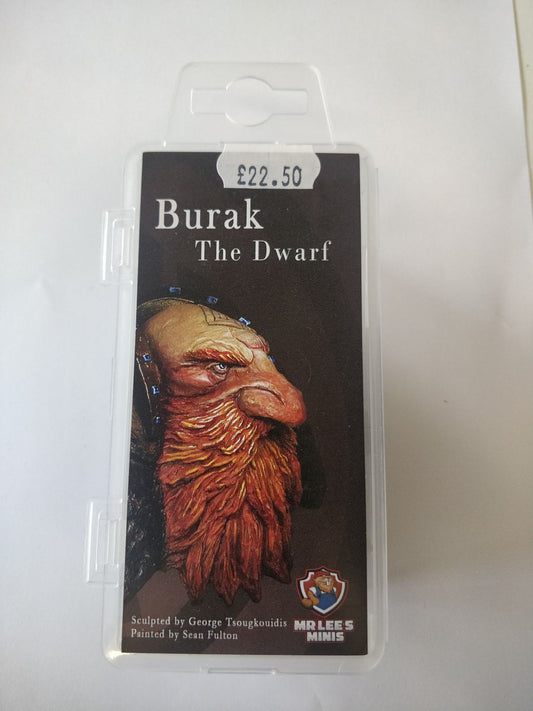 £22.50
Burak
The Dwarf
Sculpted by George Tsougkouidis
Painted by Sean Fulton
MR LEE'S
MINIS